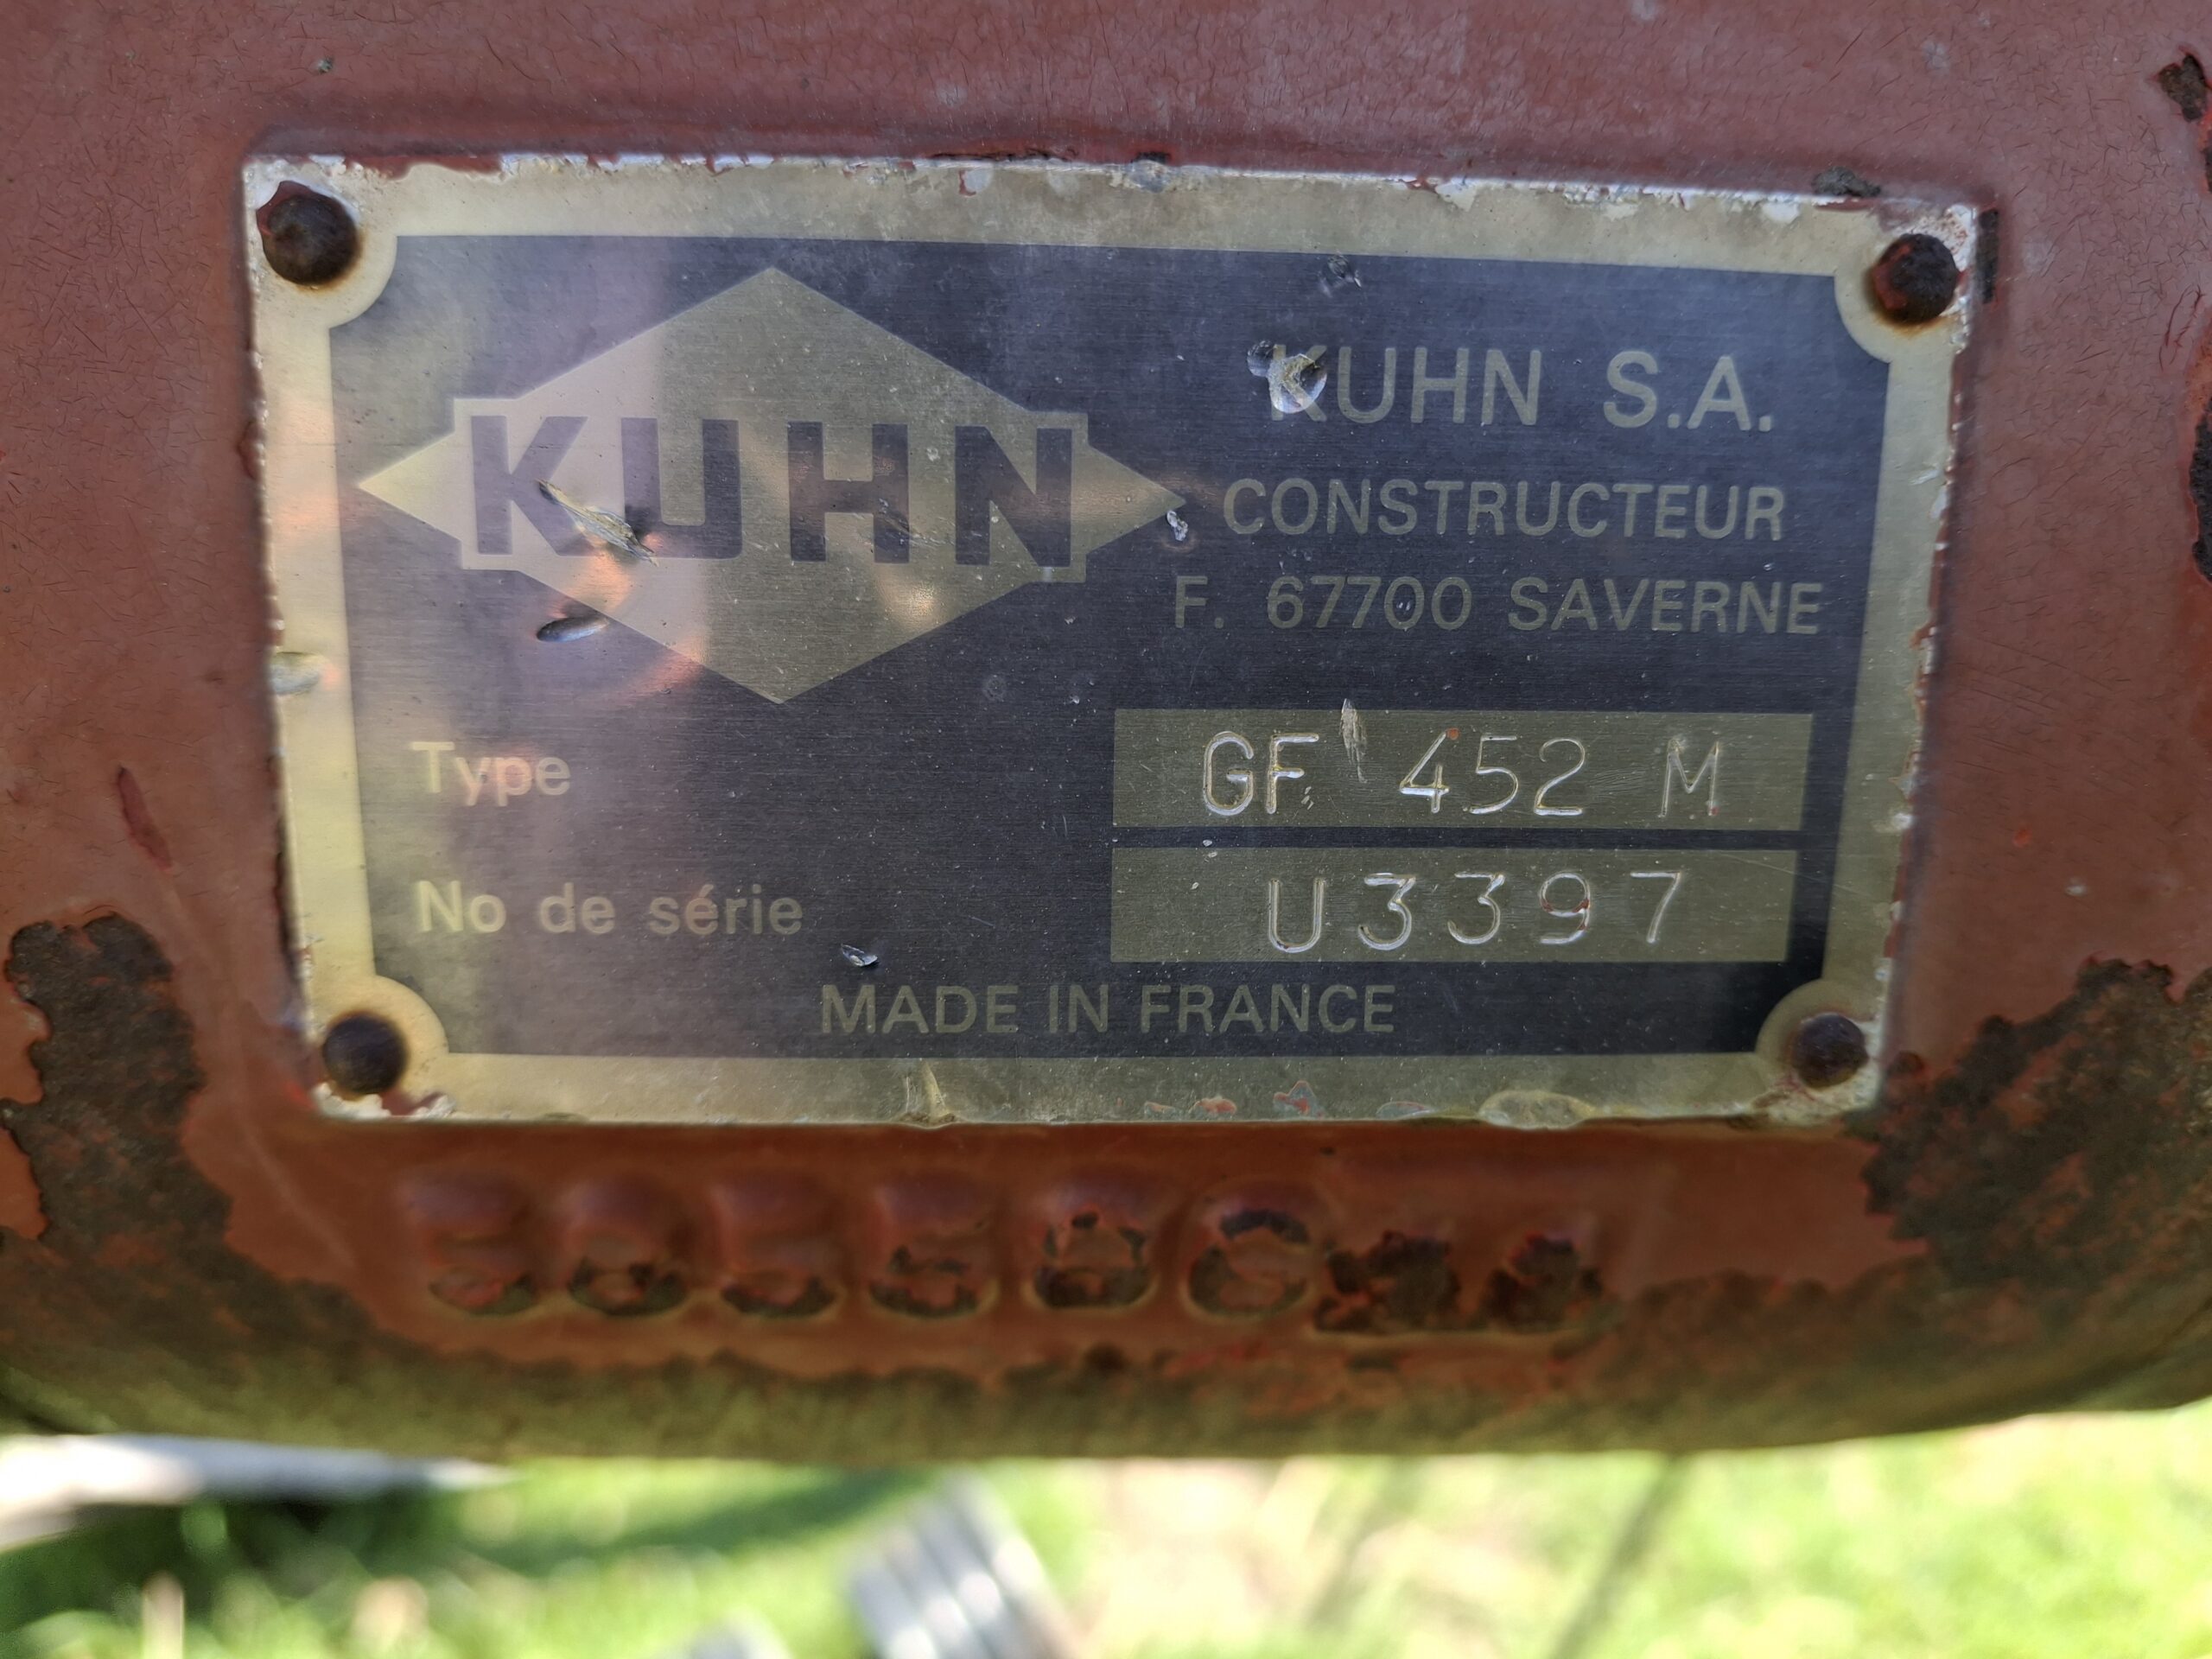 KUHN
KUHN S.A.
CONSTRUCTEUR
F. 67700 SAVERNE
Type GF 452 M
No de série U3397
MADE IN FRANCE